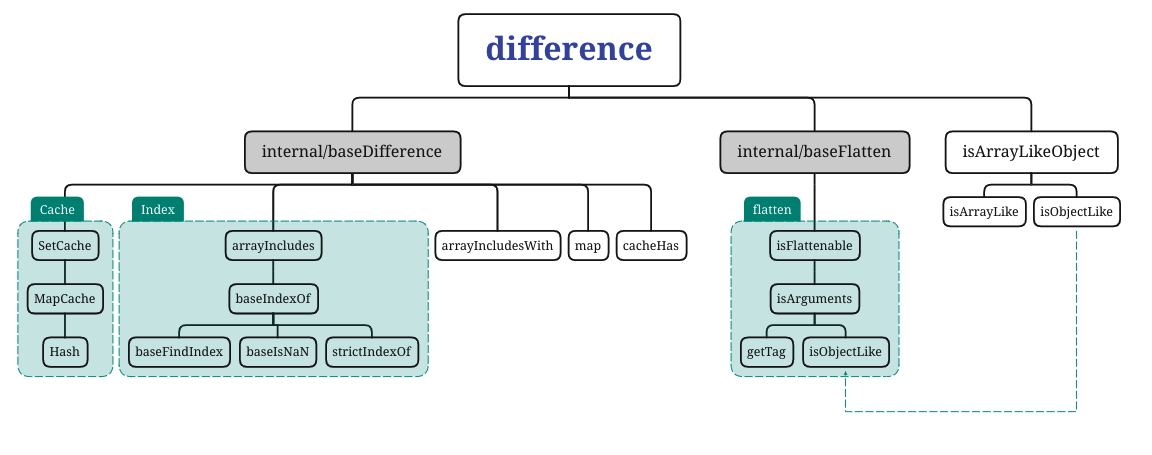 difference
internal/baseDifference
internal/baseFlatten
isArrayLikeObject
Cache
Index
flatten
isArrayLike
isObjectLike
SetCache
arrayIncludes
arrayIncludesWith
map
cacheHas
isFlattenable
MapCache
baseIndexOf
isArguments
Hash
baseFindIndex
baseIsNaN
strictIndexOf
getTag
isObjectLike